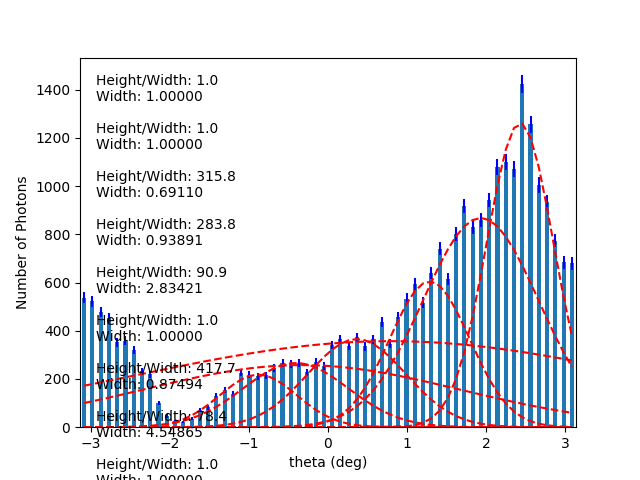 Height/Width: 1.0
Width: 1.00000
Height/Width: 1.0
Width: 1.00000
Height/Width: 315.8
Width: 0.69110
Height/Width: 283.8
Width: 0.93891
Height/Width: 90.9
Width: 2.83421
Height/Width: 1.0
Width: 1.00000
Height/Width: 417.7
Width: 0.87494
Height/Width: 78.4
Width: 4.54865
Height/Width: 1.0
Width: 1.00000
Number of Photons
1400
1200
1000
800
600
400
200
0
−3 −2 −1 0 1 2 3
theta (deg)